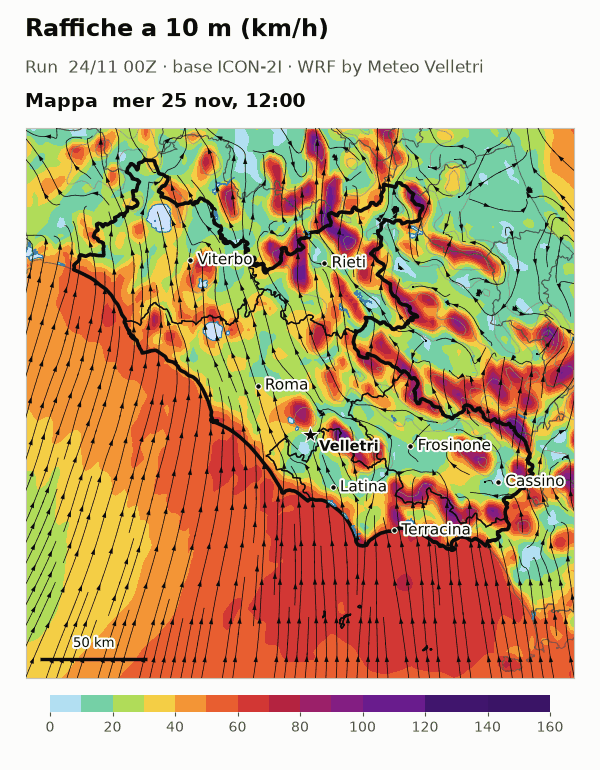 Raffiche a 10 m (km/h)
Run 24/11 00Z · base ICON-2I · WRF by Meteo Velletri
Mappa mer 25 nov, 12:00
Viterbo
Rieti
Roma
Velletri
Frosinone
Cassino
Latina
Terracina
50 km
0 20 40 60 80 100 120 140 160